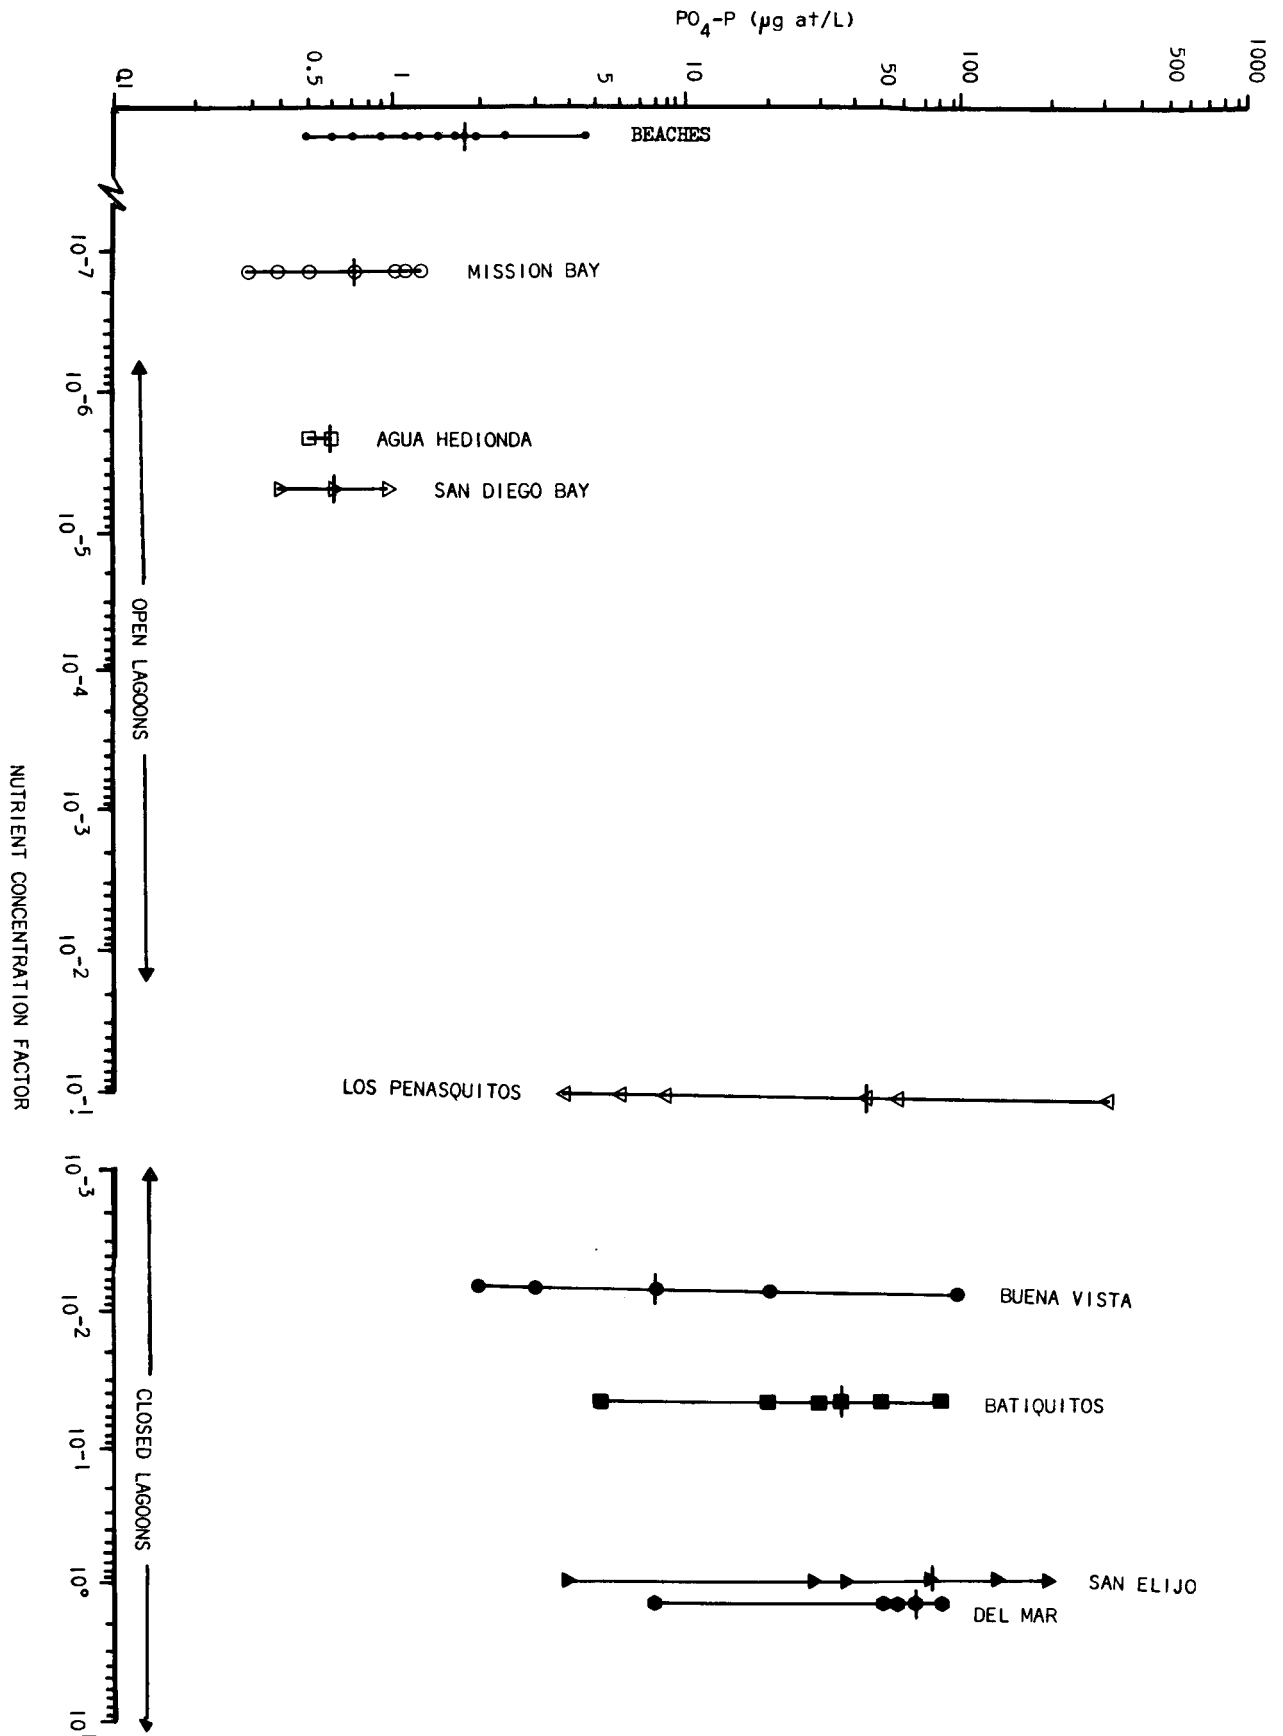 PO4-P (µg at/L)
1000
500
100
50
10
5
1
0.5
BEACHES
MISSION BAY
AGUA HEDIONDA
SAN DIEGO BAY
LOS PENASQUITOS
BUENA VISTA
BATIQUITOS
SAN ELIJO
DEL MAR
10-7
10-6
10-5
10-4
10-3
10-2
10-1
10-3
10-2
10-1
10°
OPEN LAGOONS
CLOSED LAGOONS
NUTRIENT CONCENTRATION FACTOR